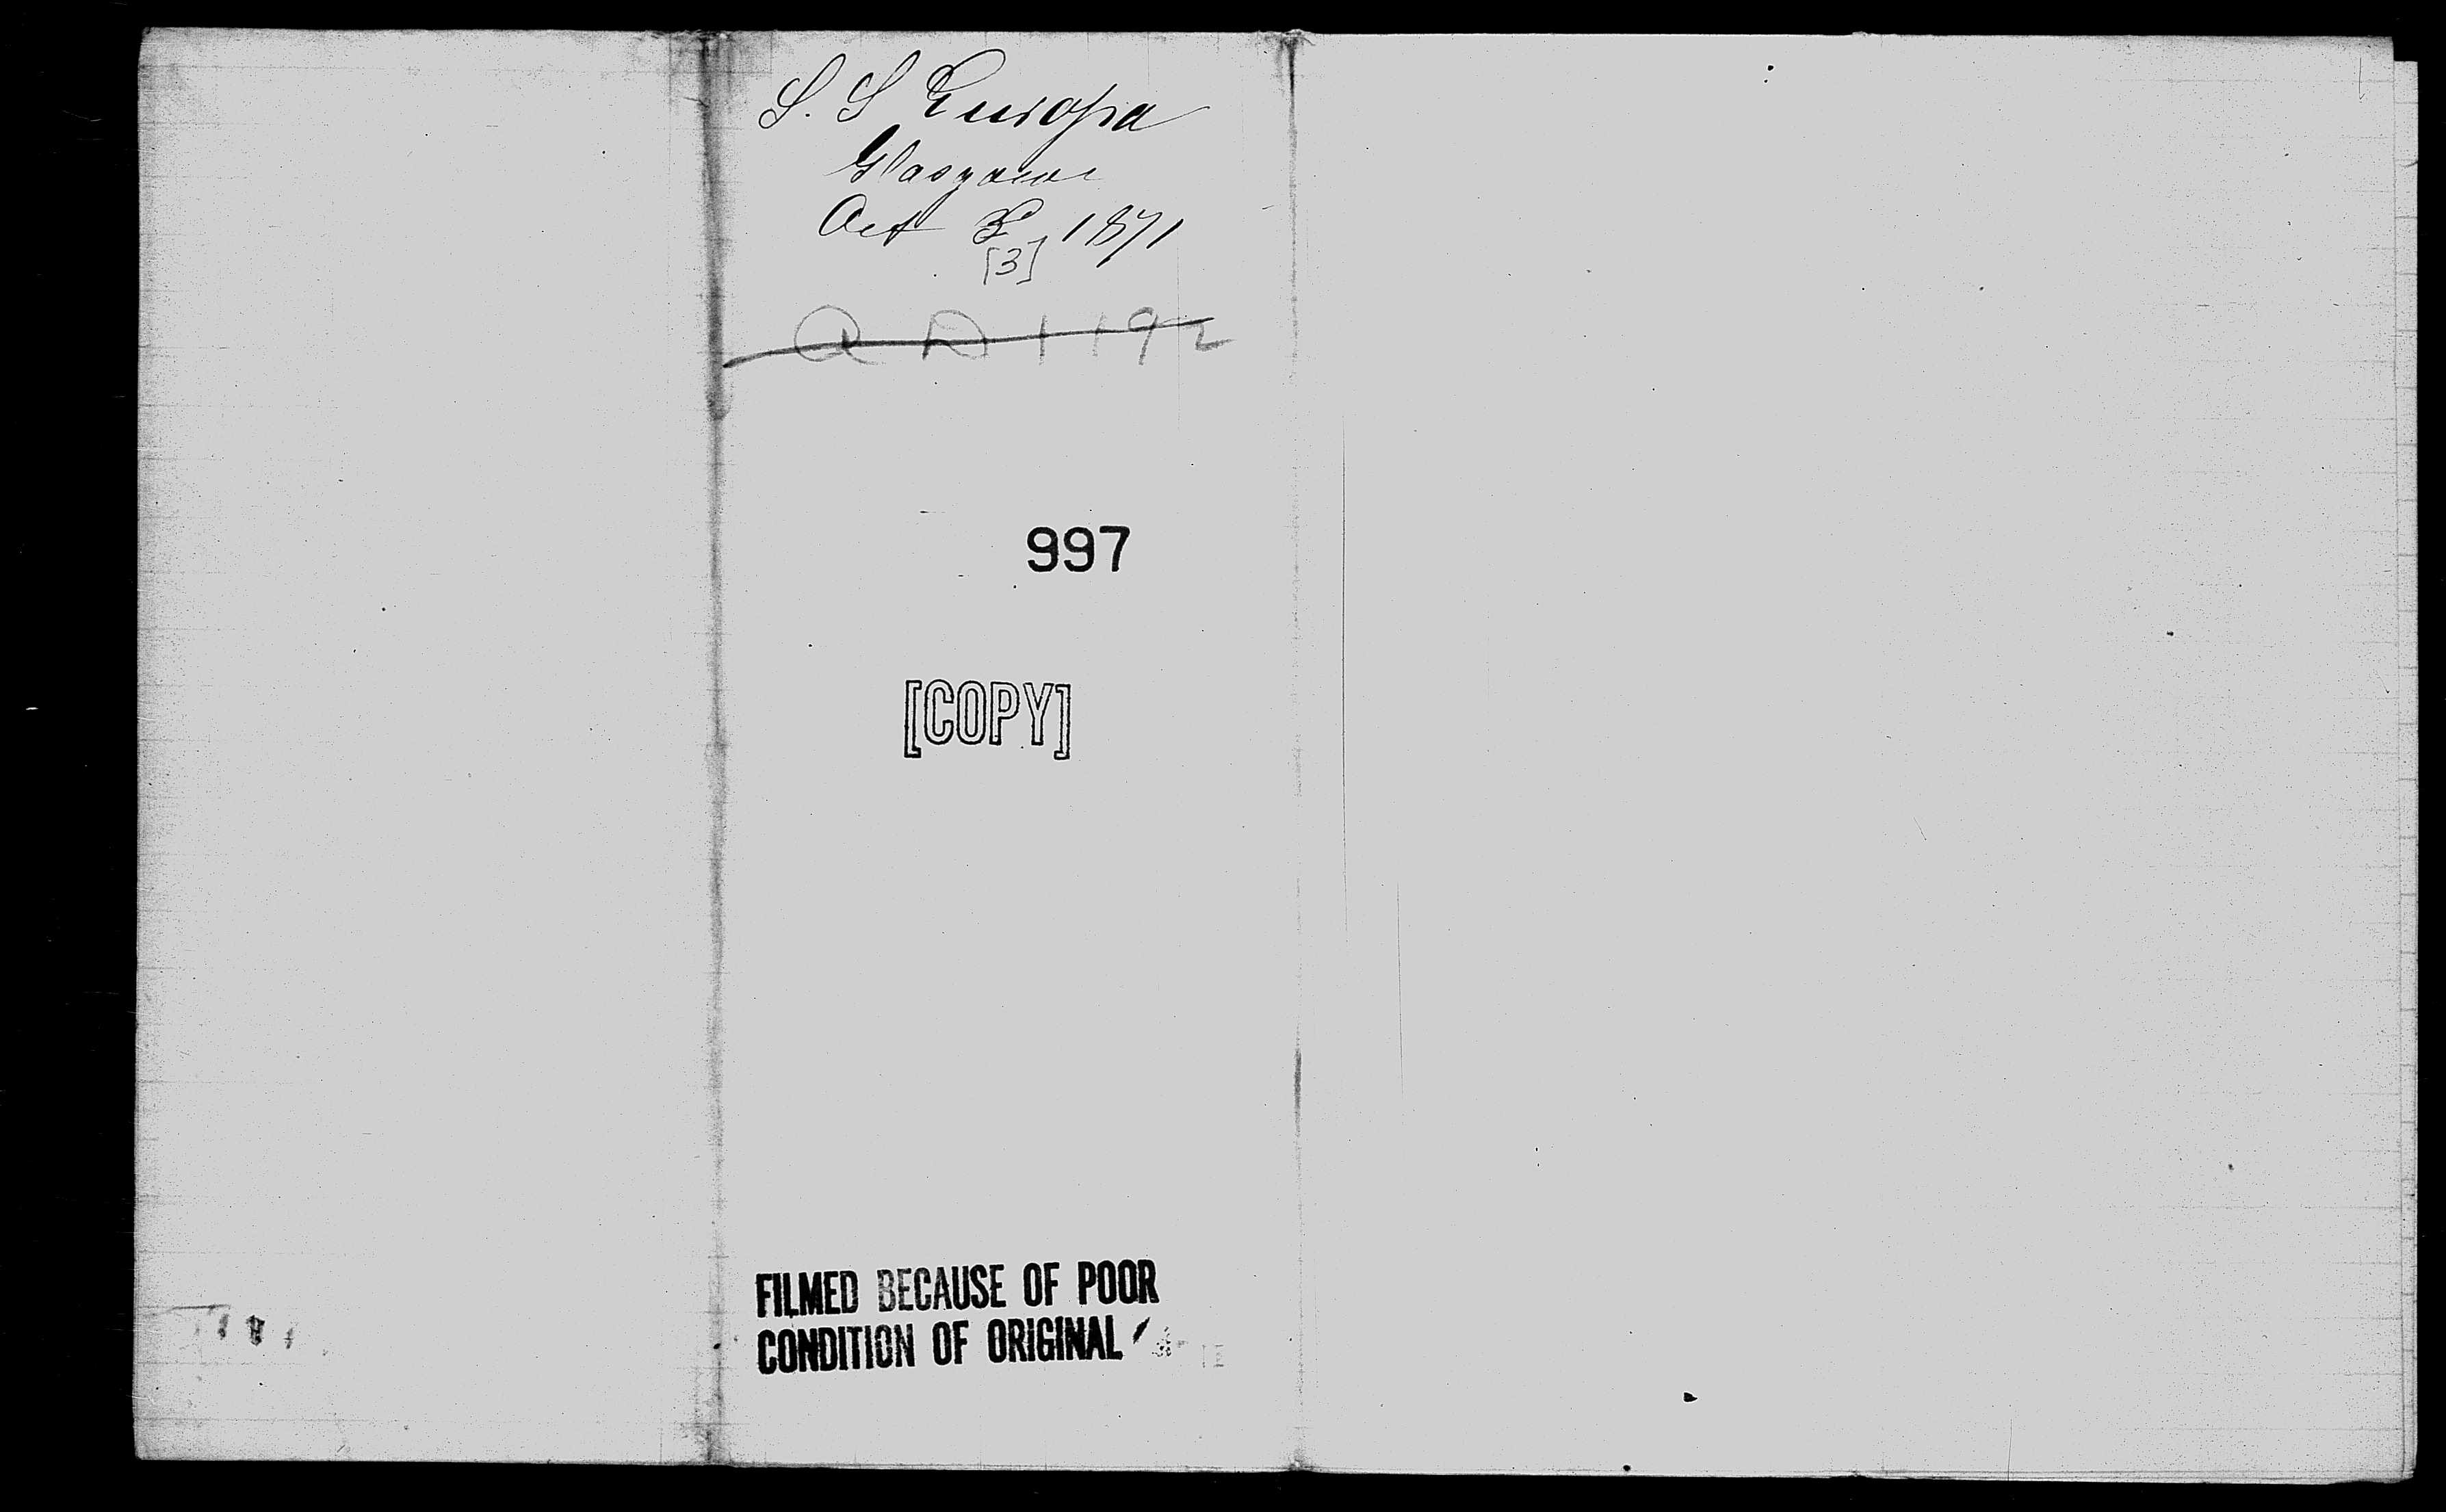 S. S Europa
Glasgow
Oct 3 1871
[3]
997
[COPY]
FILMED BECAUSE OF POOR
CONDITION OF ORIGINAL